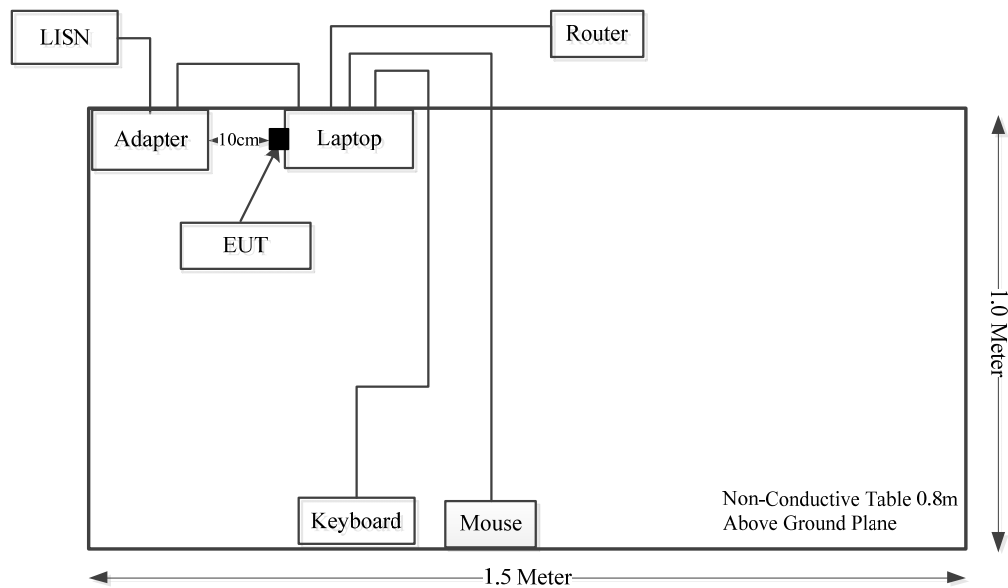 LISN
Router
Adapter
10cm
Laptop
EUT
1.0 Meter
Keyboard
Mouse
Non-Conductive Table 0.8m
Above Ground Plane
1.5 Meter